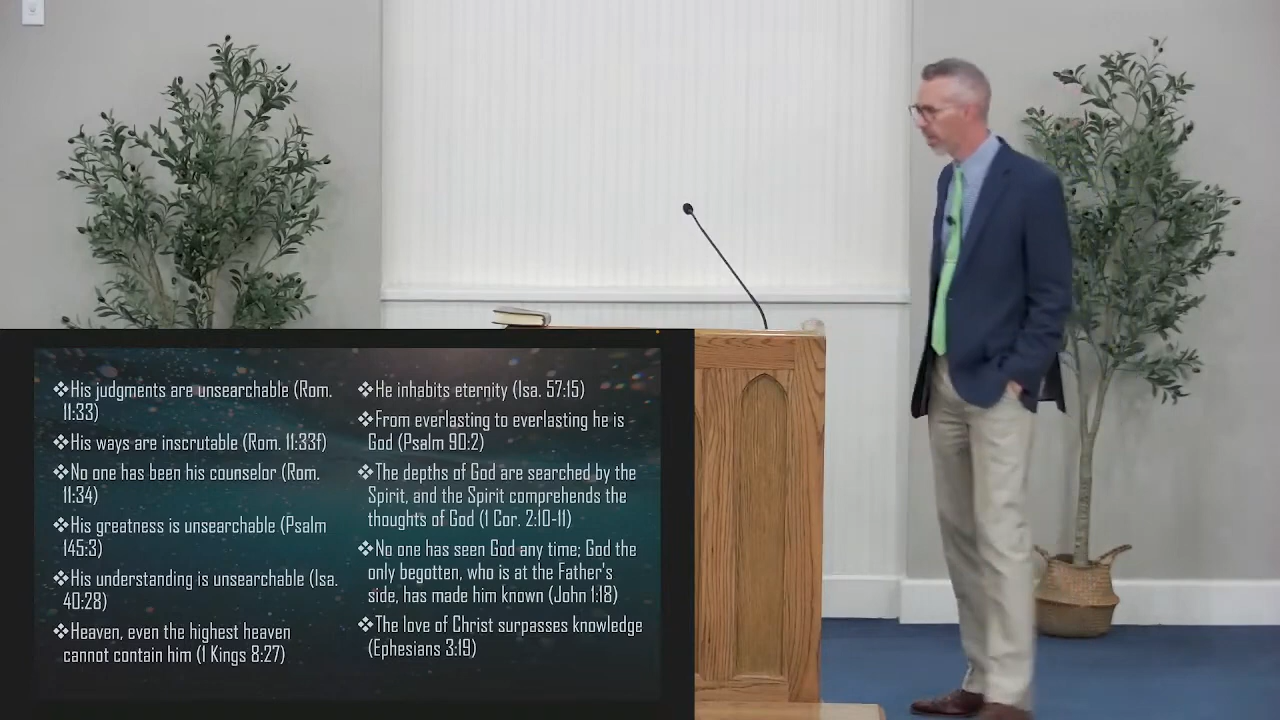 ❖His judgments are unsearchable (Rom.
11:33)
❖His ways are inscrutable (Rom. 11:33f)
❖No one has been his counselor (Rom.
11:34)
❖His greatness is unsearchable (Psalm
145:3)
❖His understanding is unsearchable (Isa.
40:28)
❖Heaven, even the highest heaven
cannot contain him (1 Kings 8:27)
❖He inhabits eternity (Isa. 57:15)
❖From everlasting to everlasting he is
God (Psalm 90:2)
❖The depths of God are searched by the
Spirit, and the Spirit comprehends the
thoughts of God (1 Cor. 2:10-11)
❖No one has seen God any time; God the
only begotten, who is at the Father's
side, has made him known (John 1:18)
❖The love of Christ surpasses knowledge
(Ephesians 3:19)